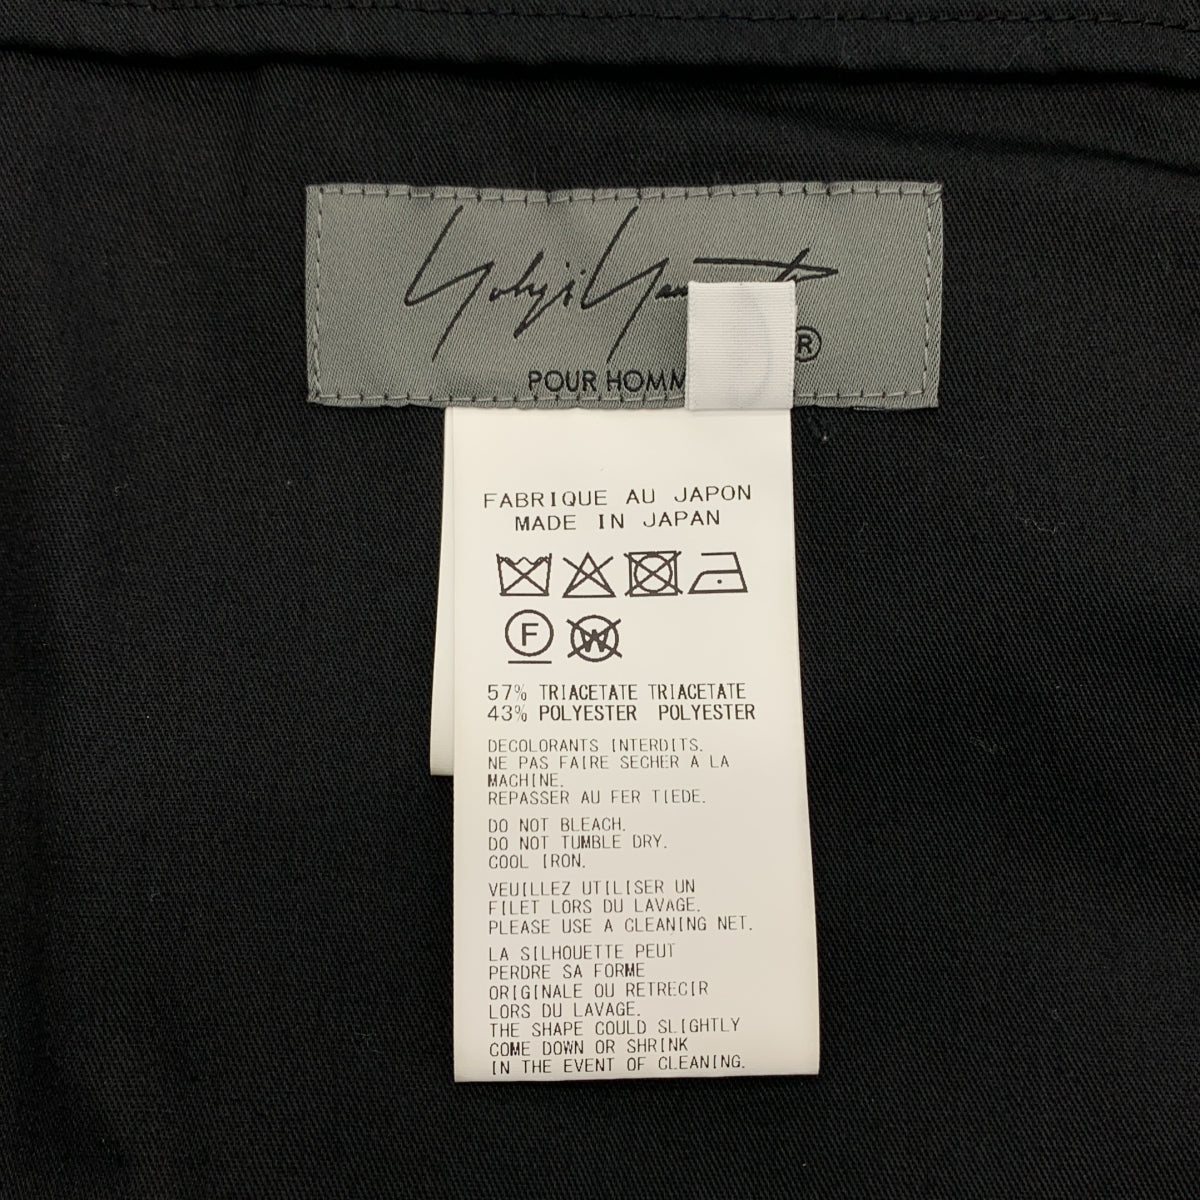 Yohji
POUR
®
FABRIQUE AU JAPON
MADE IN JAPAN
F W
57% TRIACETATE TRIACETATE
43% POLYESTER POLYESTER
DECOLORANTS INTERDITS.
NE PAS FAIRE SECHER A LA
MACHINE.
REPASSER AU FER TIEDE.
DO NOT BLEACH.
DO NOT TUMBLE DRY.
COOL IRON.
VEUILLEZ UTILISER UN
FILET LORS DU LAVAGE.
PLEASE USE A CLEANING NET.
LA SILHOUETTE PEUT
PERDRE SA FORME
ORIGINALE OU RETRECIR
LORS DU LAVAGE.
THE SHAPE COULD SLIGHTLY
COME DOWN OR SHRINK
IN THE EVENT OF CLEANING.